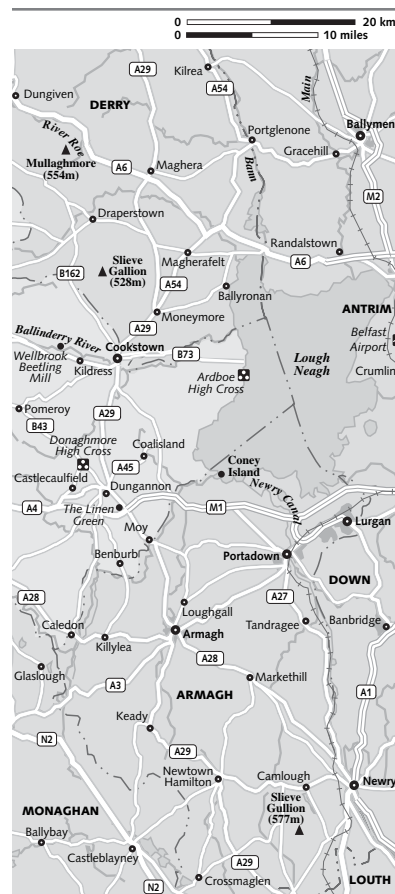 0 20 km
0 10 miles
A29
Kilrea
Dungiven
DERRY
A54
Main
Portglenone
Ballymen
River Roe
Mullaghmore
(554m)
Gracehill
A6
Maghera
Bann
M2
Draperstown
Randalstown
Slieve
Gallion
(528m)
Magherafelt
A6
B162
A54
Ballyronan
Moneymore
ANTRIM
A29
Belfast
Airport
Ballinderry River
Cookstown
B73
Lough
Neagh
Wellbrook
Beetling
Mill
Kildress
Ardboe
High Cross
Crumlin
Pomeroy
A29
B43
Donaghmore
High Cross
Coalisland
Coney
Island
A45
Castlecaulfield
Dungannon
Newry Canal
A4
The Linen
Green
M1
Lurgan
Moy
Benburb
Portadown
DOWN
A28
A27
Loughgall
Caledon
Tandragee
Banbridge
Killylea
Armagh
A28
Glaslough
A3
Markethill
ARMAGH
A1
Keady
N2
A29
Newtown
Hamilton
Camlough
Newry
Slieve
Gullion
(577m)
MONAGHAN
Ballybay
Castleblayney
A29
LOUTH
N2
Crossmaglen